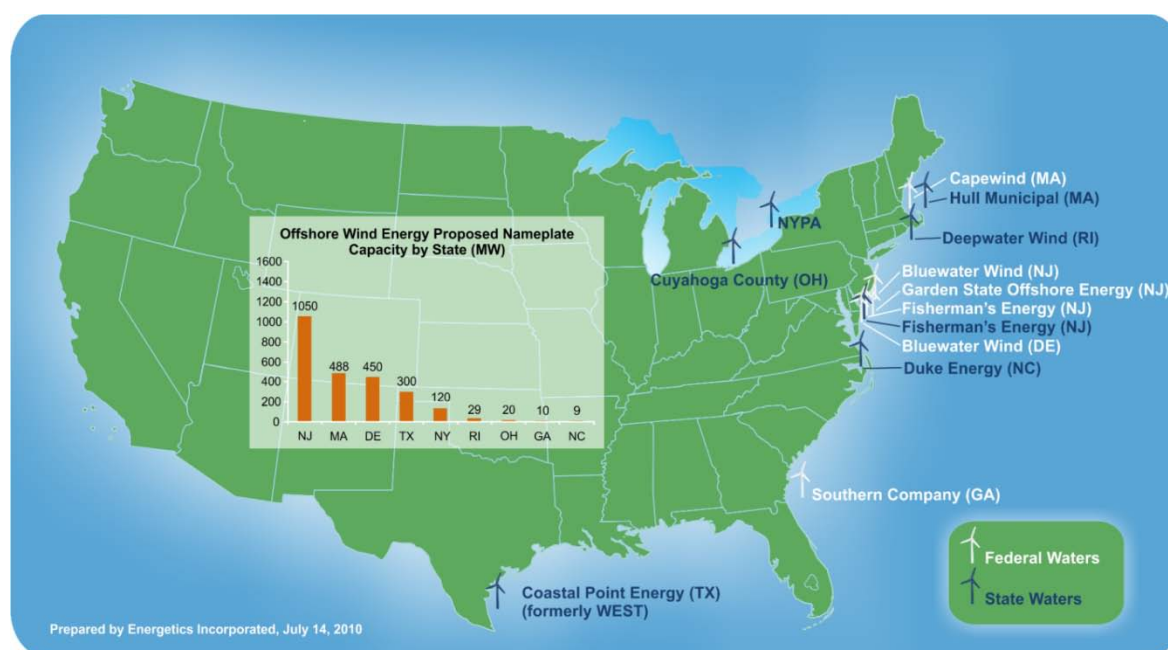 Capewind (MA)
Hull Municipal (MA)
NYPA
Deepwater Wind (RI)
Offshore Wind Energy Proposed Nameplate
Capacity by State (MW)
1600
1400
1200
1000
800
600
400
200
0
1050
488
450
300
120
29
20
10
9
NJ
MA
DE
TX
NY
RI
OH
GA
NC
Cuyahoga County (OH)
Bluewater Wind (NJ)
Garden State Offshore Energy (NJ)
Fisherman's Energy (NJ)
Fisherman's Energy (NJ)
Bluewater Wind (DE)
Duke Energy (NC)
Southern Company (GA)
Federal Waters
State Waters
Coastal Point Energy (TX)
(formerly WEST)
Prepared by Energetics Incorporated, July 14, 2010